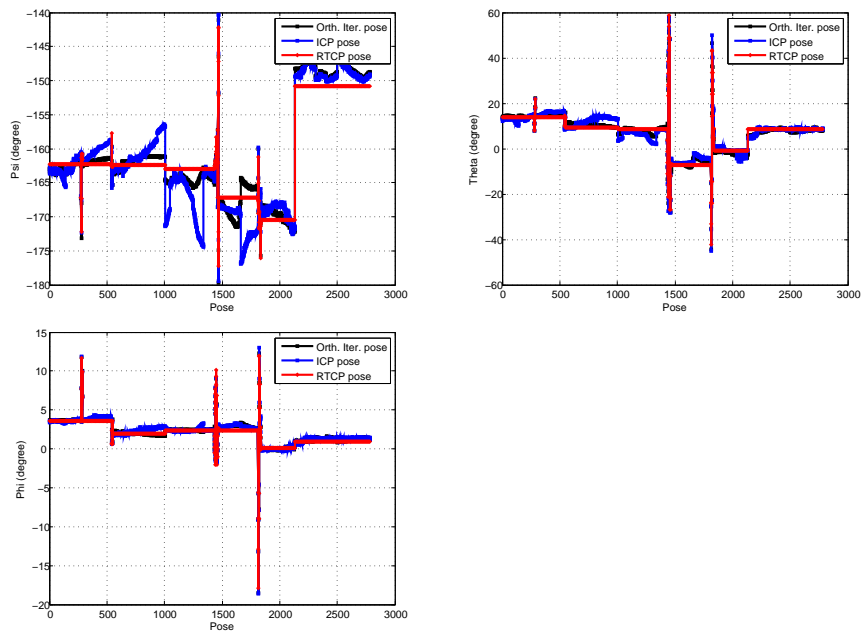 −140
−145
−150
−155
−160
−165
−170
−175
−180
Psi (degree)
0 500 1000 1500 2000 2500 3000
Pose
Orth. Iter. pose
ICP pose
RTCP pose
60
40
20
0
−20
−40
−60
Theta (degree)
0 500 1000 1500 2000 2500 3000
Pose
Orth. Iter. pose
ICP pose
RTCP pose
15
10
5
0
−5
−10
−15
−20
Phi (degree)
0 500 1000 1500 2000 2500 3000
Pose
Orth. Iter. pose
ICP pose
RTCP pose